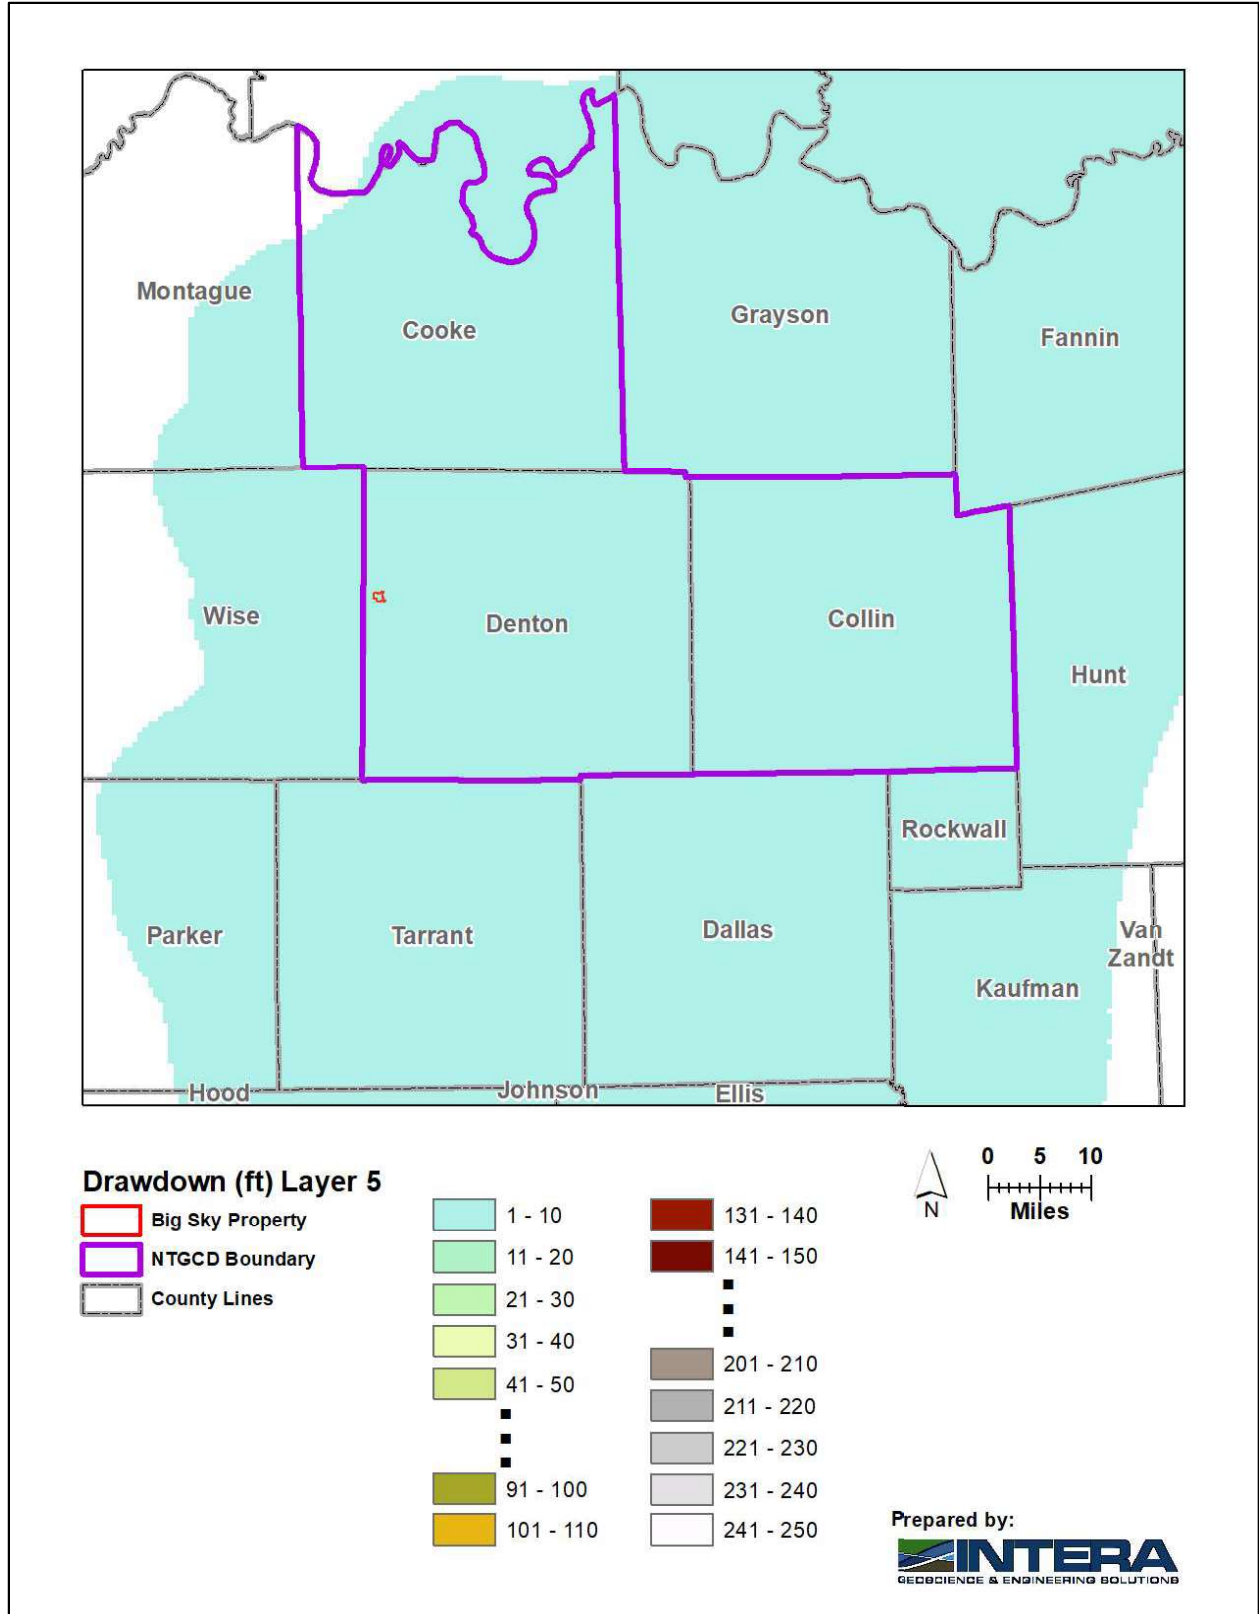 Montague
Cooke
Grayson
Fannin
Wise
Denton
Collin
Hunt
Rockwall
Parker
Tarrant
Dallas
Van
Zandt
Kaufman
Hood
Johnson
Ellis
Drawdown (ft) Layer 5
Big Sky Property
NTGCD Boundary
County Lines
1 - 10
11 - 20
21 - 30
31 - 40
41 - 50
91 - 100
101 - 110
131 - 140
141 - 150
201 - 210
211 - 220
221 - 230
231 - 240
241 - 250
N
0 5 10
Miles
Prepared by:
INTERA
GEOSCIENCE & ENGINEERING SOLUTIONS